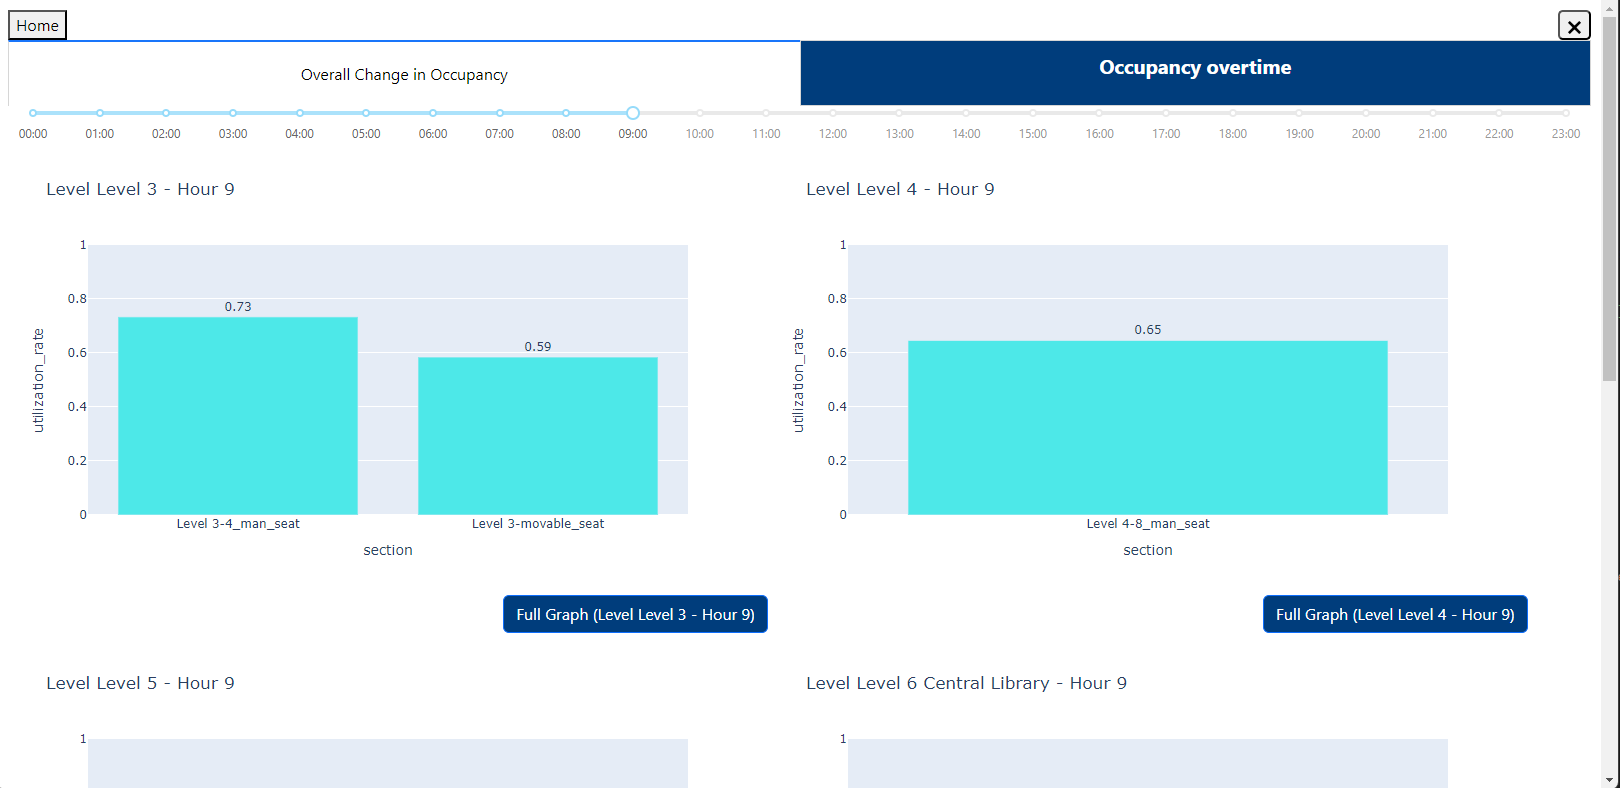 Home
×
Overall Change in Occupancy
Occupancy overtime
00:00 01:00 02:00 03:00 04:00 05:00 06:00 07:00 08:00 09:00 10:00 11:00 12:00 13:00 14:00 15:00 16:00 17:00 18:00 19:00 20:00 21:00 22:00 23:00
Level Level 3 - Hour 9
1
0.8
0.6
0.4
0.2
0
utilization_rate
0.73
0.59
Level 3-4_man_seat
Level 3-movable_seat
section
Full Graph (Level Level 3 - Hour 9)
Level Level 4 - Hour 9
1
0.8
0.6
0.4
0.2
0
utilization_rate
0.65
Level 4-8_man_seat
section
Full Graph (Level Level 4 - Hour 9)
Level Level 5 - Hour 9
1
Level Level 6 Central Library - Hour 9
1